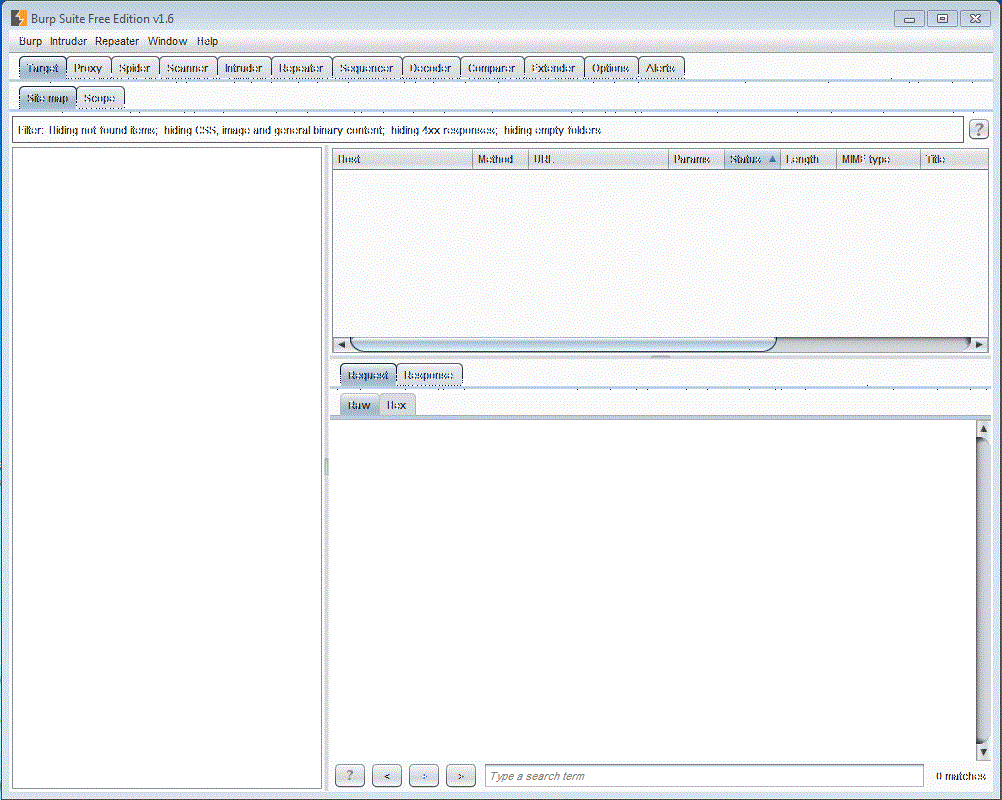 Burp Suite Free Edition v1.6
Burp Intruder Repeater Window Help
Target Proxy Spider Scanner Intruder Repeater Sequencer Decoder Comparer Extender Options Alerts
Site map Scope
Filter: Hiding not found items; hiding CSS, image and general binary content; hiding 4xx responses; hiding empty folders
?
Host Method URL Params Status Length MIME type Title
Request Response
Raw Hex
? < + > Type a search term 0 matches